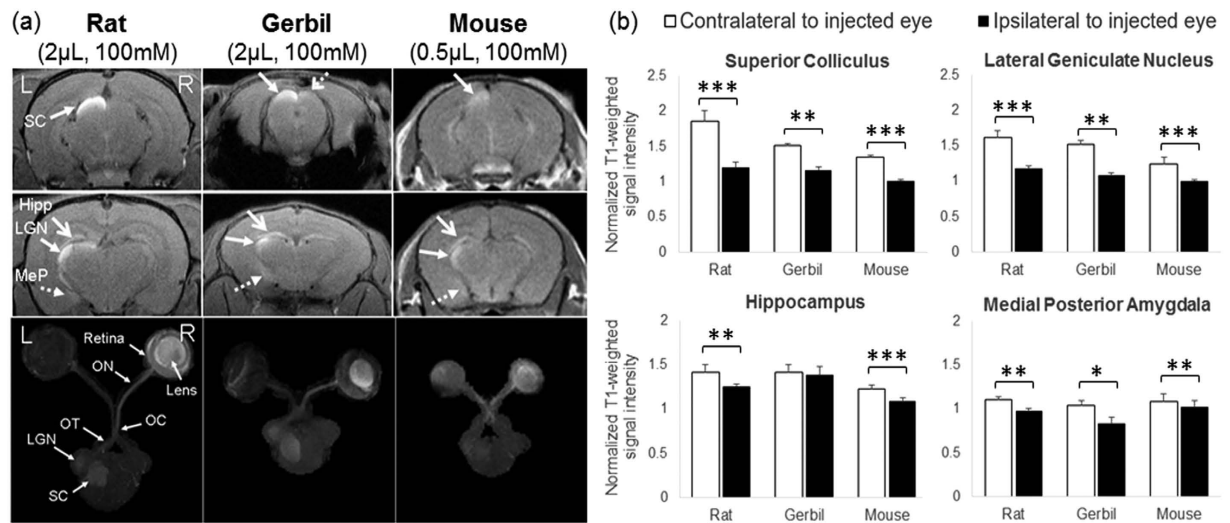 (a)
Rat
(2μL, 100mM)
Gerbil
(2μL, 100mM)
Mouse
(0.5μL, 100mM)
L
R
SC
Hipp
LGN
MeP
L
R
Retina
ON
Lens
OT
OC
LGN
SC
(b)
Contralateral to injected eye
Ipsilateral to injected eye
Superior Colliculus
Normalized T1-weighted
signal intensity
2.5
2
1.5
1
0.5
0
***
**
***
Rat
Gerbil
Mouse
Lateral Geniculate Nucleus
2.5
2
1.5
1
0.5
0
***
**
***
Rat
Gerbil
Mouse
Hippocampus
Normalized T1-weighted
signal intensity
2
1.5
1
0.5
0
**
***
Rat
Gerbil
Mouse
Medial Posterior Amygdala
2
1.5
1
0.5
0
**
*
**
Rat
Gerbil
Mouse